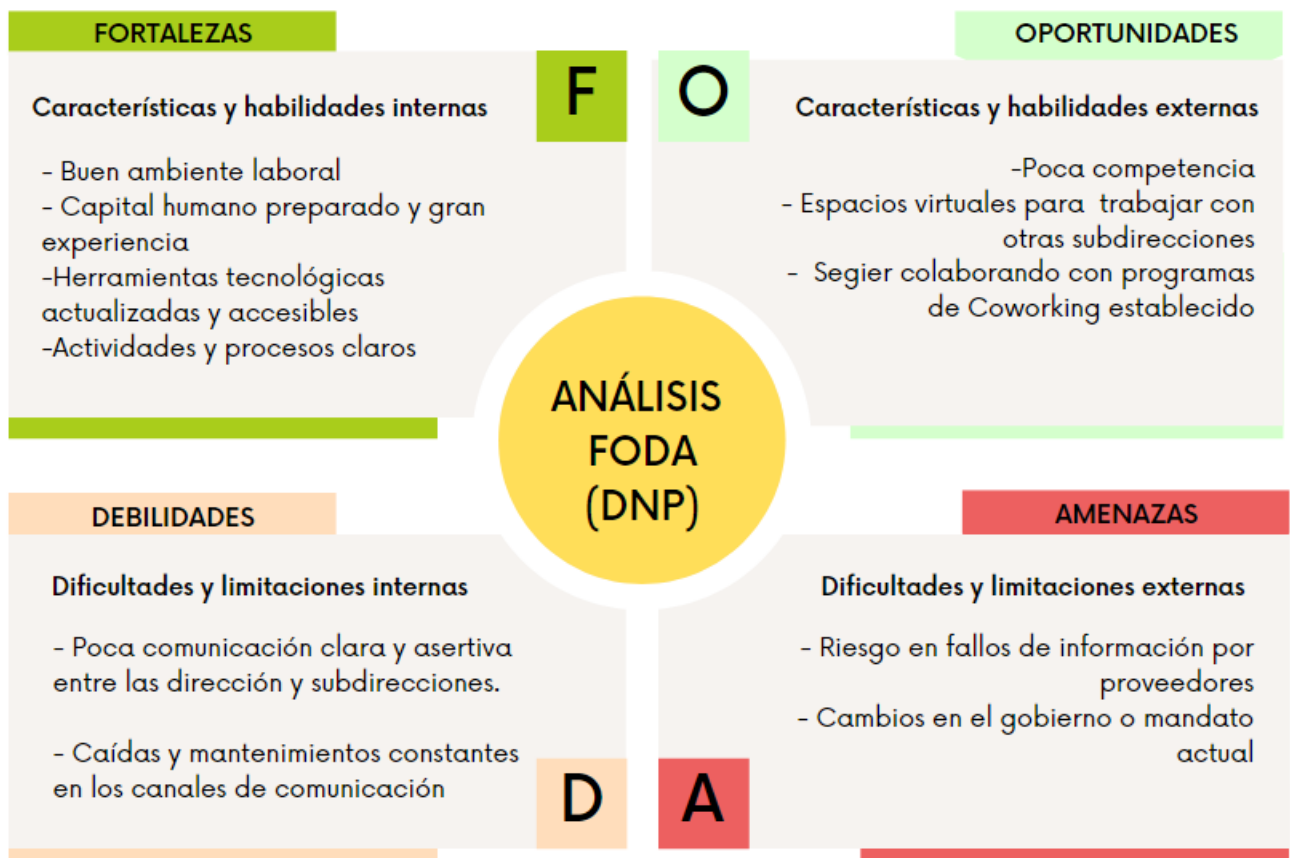 FORTALEZAS
F
Características y habilidades internas
- Buen ambiente laboral
- Capital humano preparado y gran
experiencia
-Herramientas tecnológicas
actualizadas y accesibles
-Actividades y procesos claros
OPORTUNIDADES
O
Características y habilidades externas
-Poca competencia
- Espacios virtuales para trabajar con
otras subdirecciones
- Segier colaborando con programas
de Coworking establecido
ANÁLISIS
FODA
(DNP)
DEBILIDADES
Dificultades y limitaciones internas
- Poca comunicación clara y asertiva
entre las dirección y subdirecciones.
- Caídas y mantenimientos constantes
en los canales de comunicación
D
AMENAZAS
Dificultades y limitaciones externas
- Riesgo en fallos de información por
proveedores
- Cambios en el gobierno o mandato
actual
A